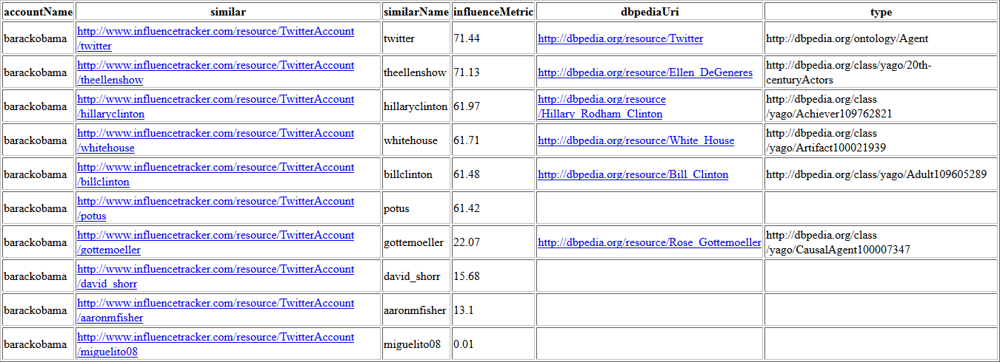 accountName similar similarName influenceMetric dbpediaUri type
barackobama http://www.influencetracker.com/resource/TwitterAccount/twitter twitter 71.44 http://dbpedia.org/resource/Twitter http://dbpedia.org/ontology/Agent
barackobama http://www.influencetracker.com/resource/TwitterAccount/theellenshow theellenshow 71.13 http://dbpedia.org/resource/Ellen_DeGeneres http://dbpedia.org/class/yago/20th-centuryActors
barackobama http://www.influencetracker.com/resource/TwitterAccount/hillaryclinton hillaryclinton 61.97 http://dbpedia.org/resource/Hillary_Rodham_Clinton http://dbpedia.org/class/yago/Achiever109762821
barackobama http://www.influencetracker.com/resource/TwitterAccount/whitehouse whitehouse 61.71 http://dbpedia.org/resource/White_House http://dbpedia.org/class/yago/Artifact100021939
barackobama http://www.influencetracker.com/resource/TwitterAccount/billclinton billclinton 61.48 http://dbpedia.org/resource/Bill_Clinton http://dbpedia.org/class/yago/Adult109605289
barackobama http://www.influencetracker.com/resource/TwitterAccount/potus potus 61.42
barackobama http://www.influencetracker.com/resource/TwitterAccount/gottemoeller gottemoeller 22.07 http://dbpedia.org/resource/Rose_Gottemoeller http://dbpedia.org/class/yago/CausalAgent100007347
barackobama http://www.influencetracker.com/resource/TwitterAccount/david_shorr david_shorr 15.68
barackobama http://www.influencetracker.com/resource/TwitterAccount/aaronmfisher aaronmfisher 13.1
barackobama http://www.influencetracker.com/resource/TwitterAccount/miguelito08 miguelito08 0.01